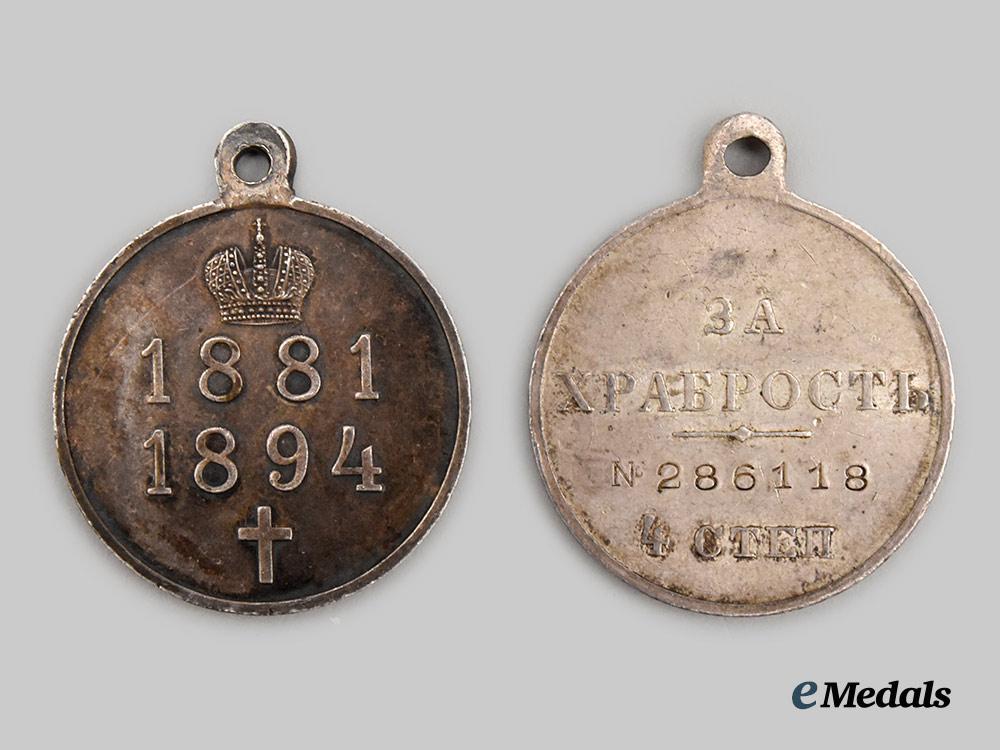 1881
1894
ЗА
ХРАБРОСТЬ
№ 286118
4 СТЕП
eMedals